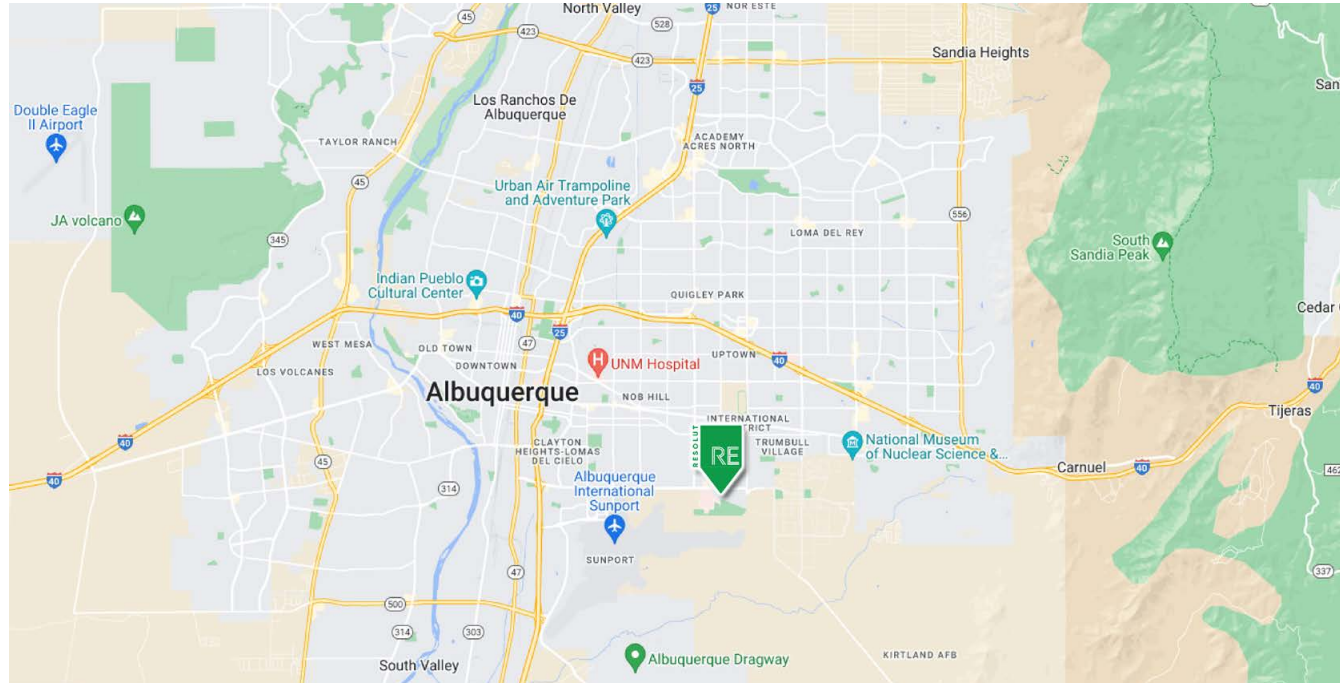 North Valley
NOR ESTE
25
45
528
423
423
Sandia Heights
San
25
Los Ranchos De
Albuquerque
Double Eagle
II Airport
TAYLOR RANCH
ACADEMY
ACRES NORTH
45
Urban Air Trampoline
and Adventure Park
JA volcano
556
345
LOMA DEL REY
South
Sandia Peak
Indian Pueblo
Cultural Center
QUIGLEY PARK
Cedar
40
25
47
WEST MESA
OLD TOWN
UPTOWN
40
DOWNTOWN
H
UNM Hospital
LOS VOLCANES
40
Albuquerque
NOB HILL
Tijeras
INTERNATIONAL
RICT
RESOLUT
RE
40
CLAYTON
HEIGHTS-LOMAS
DEL CIELO
TRUMBULL
VILLAGE
National Museum
of Nuclear Science &...
45
Carnuel
40
462
40
314
Albuquerque
International
Sunport
SUNPORT
47
337
500
314
303
South Valley
Albuquerque Dragway
KIRTLAND AFB